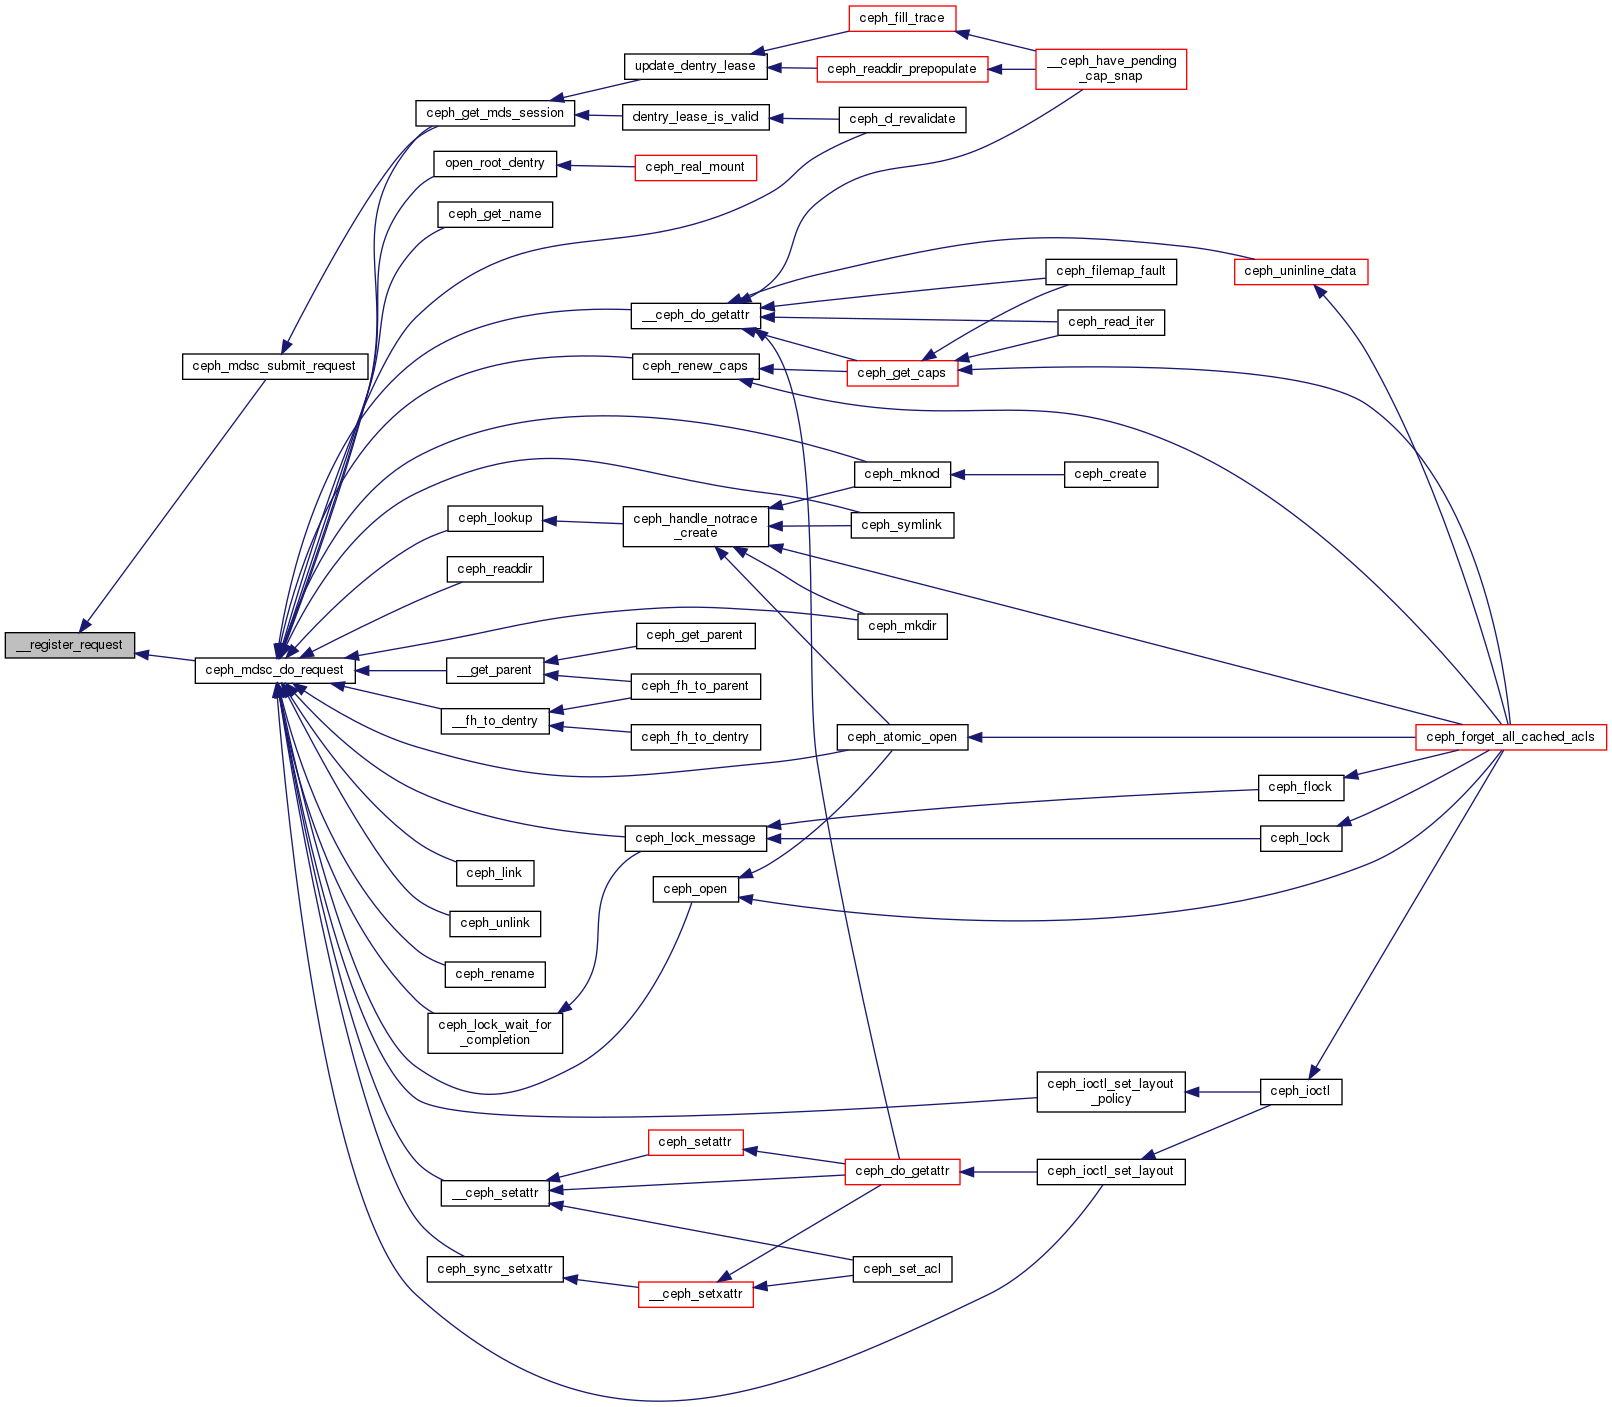 ceph_fill_trace
update_dentry_lease
ceph_readdir_prepopulate
__ceph_have_pending
_cap_snap
ceph_get_mds_session
dentry_lease_is_valid
ceph_d_revalidate
open_root_dentry
ceph_real_mount
ceph_get_name
ceph_filemap_fault
ceph_uninline_data
__ceph_do_getattr
ceph_read_iter
ceph_mdsc_submit_request
ceph_renew_caps
ceph_get_caps
ceph_mknod
ceph_create
ceph_lookup
ceph_handle_notrace
_create
ceph_symlink
ceph_readdir
ceph_mkdir
__register_request
ceph_get_parent
ceph_mdsc_do_request
__get_parent
ceph_fh_to_parent
__fh_to_dentry
ceph_fh_to_dentry
ceph_atomic_open
ceph_forget_all_cached_acls
ceph_flock
ceph_lock_message
ceph_lock
ceph_link
ceph_open
ceph_unlink
ceph_rename
ceph_lock_wait_for
_completion
ceph_ioctl_set_layout
_policy
ceph_ioctl
ceph_setattr
ceph_do_getattr
ceph_ioctl_set_layout
__ceph_setattr
ceph_sync_setxattr
ceph_set_acl
__ceph_setxattr